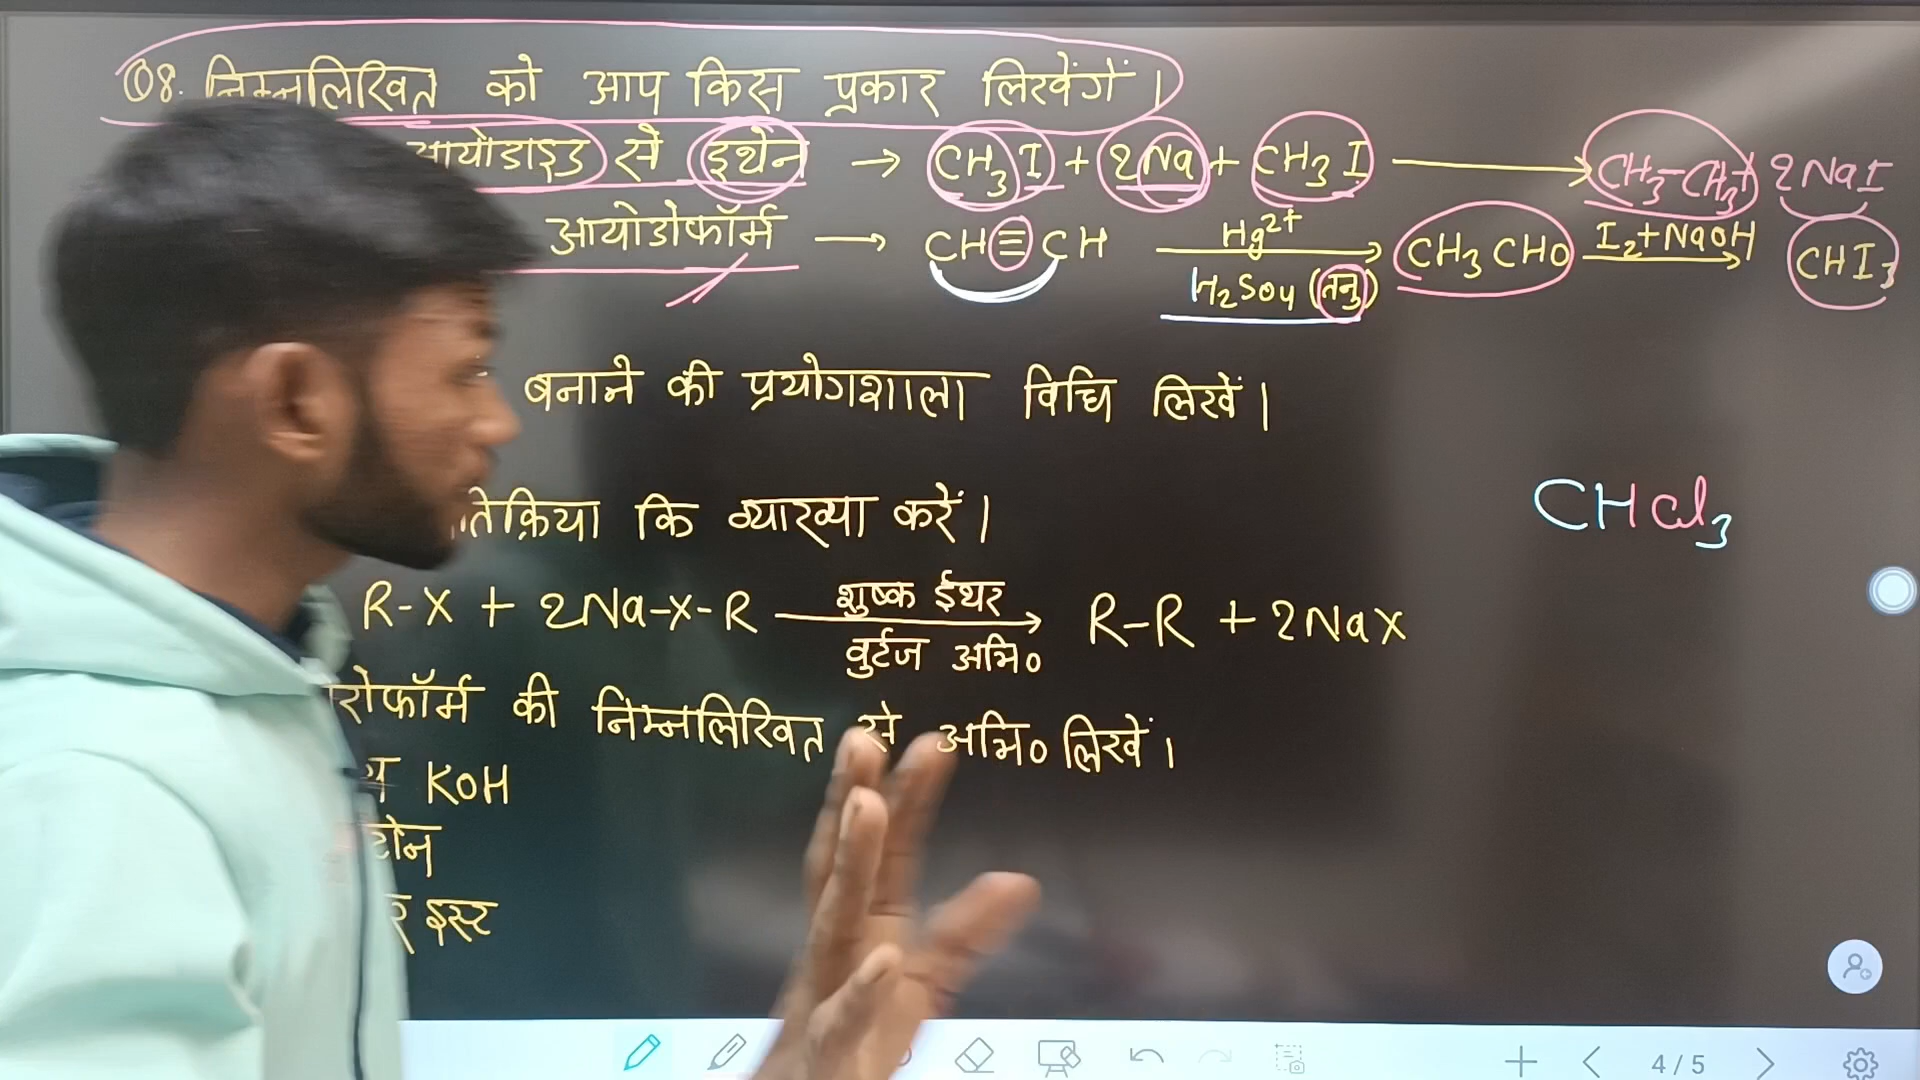 Q8. निम्नलिखित को आप किस प्रकार लिखेंगें।
आयोडाइड से इथेन → CH3I + 2Na + CH3I → CH3-CH3 + 2NaI
आयोडोफॉर्म → CH≡CH Hg2+ H2SO4 (तनु) → CH3CHO I2+NaOH → CHI3
बनाने की प्रयोगशाला विधि लिखें।
CHCl3
कि व्याख्या करें।
R-X + 2Na-X-R शुष्क ईथर वुर्टज अभि० → R-R + 2NaX
की निम्नलिखित से अभि० लिखें।
KOH
इस्ट
4/5